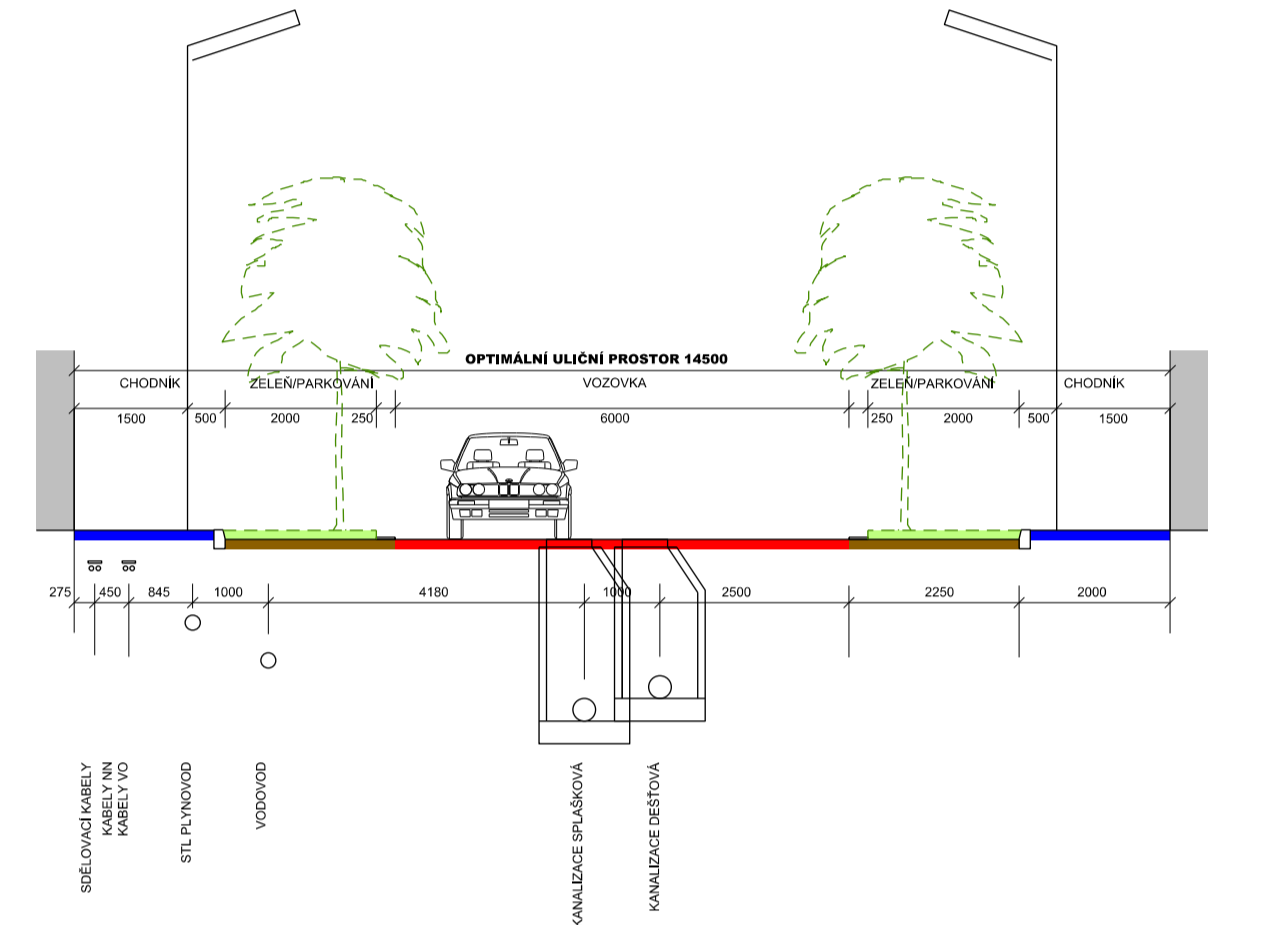 OPTIMÁLNÍ ULIČNÍ PROSTOR 14500
CHODNÍK ZELEŇ/PARKOVÁNÍ VOZOVKA ZELEŇ/PARKOVÁNÍ CHODNÍK
1500 500 2000 250 6000 250 2000 500 1500
275 450 845 1000 4180 1000 2500 2250 2000
SDĚLOVACÍ KABELY
KABELY NN
KABELY VO
STL PLYNOVOD
VODOVOD
KANALIZACE SPLAŠKOVÁ
KANALIZACE DEŠŤOVÁ